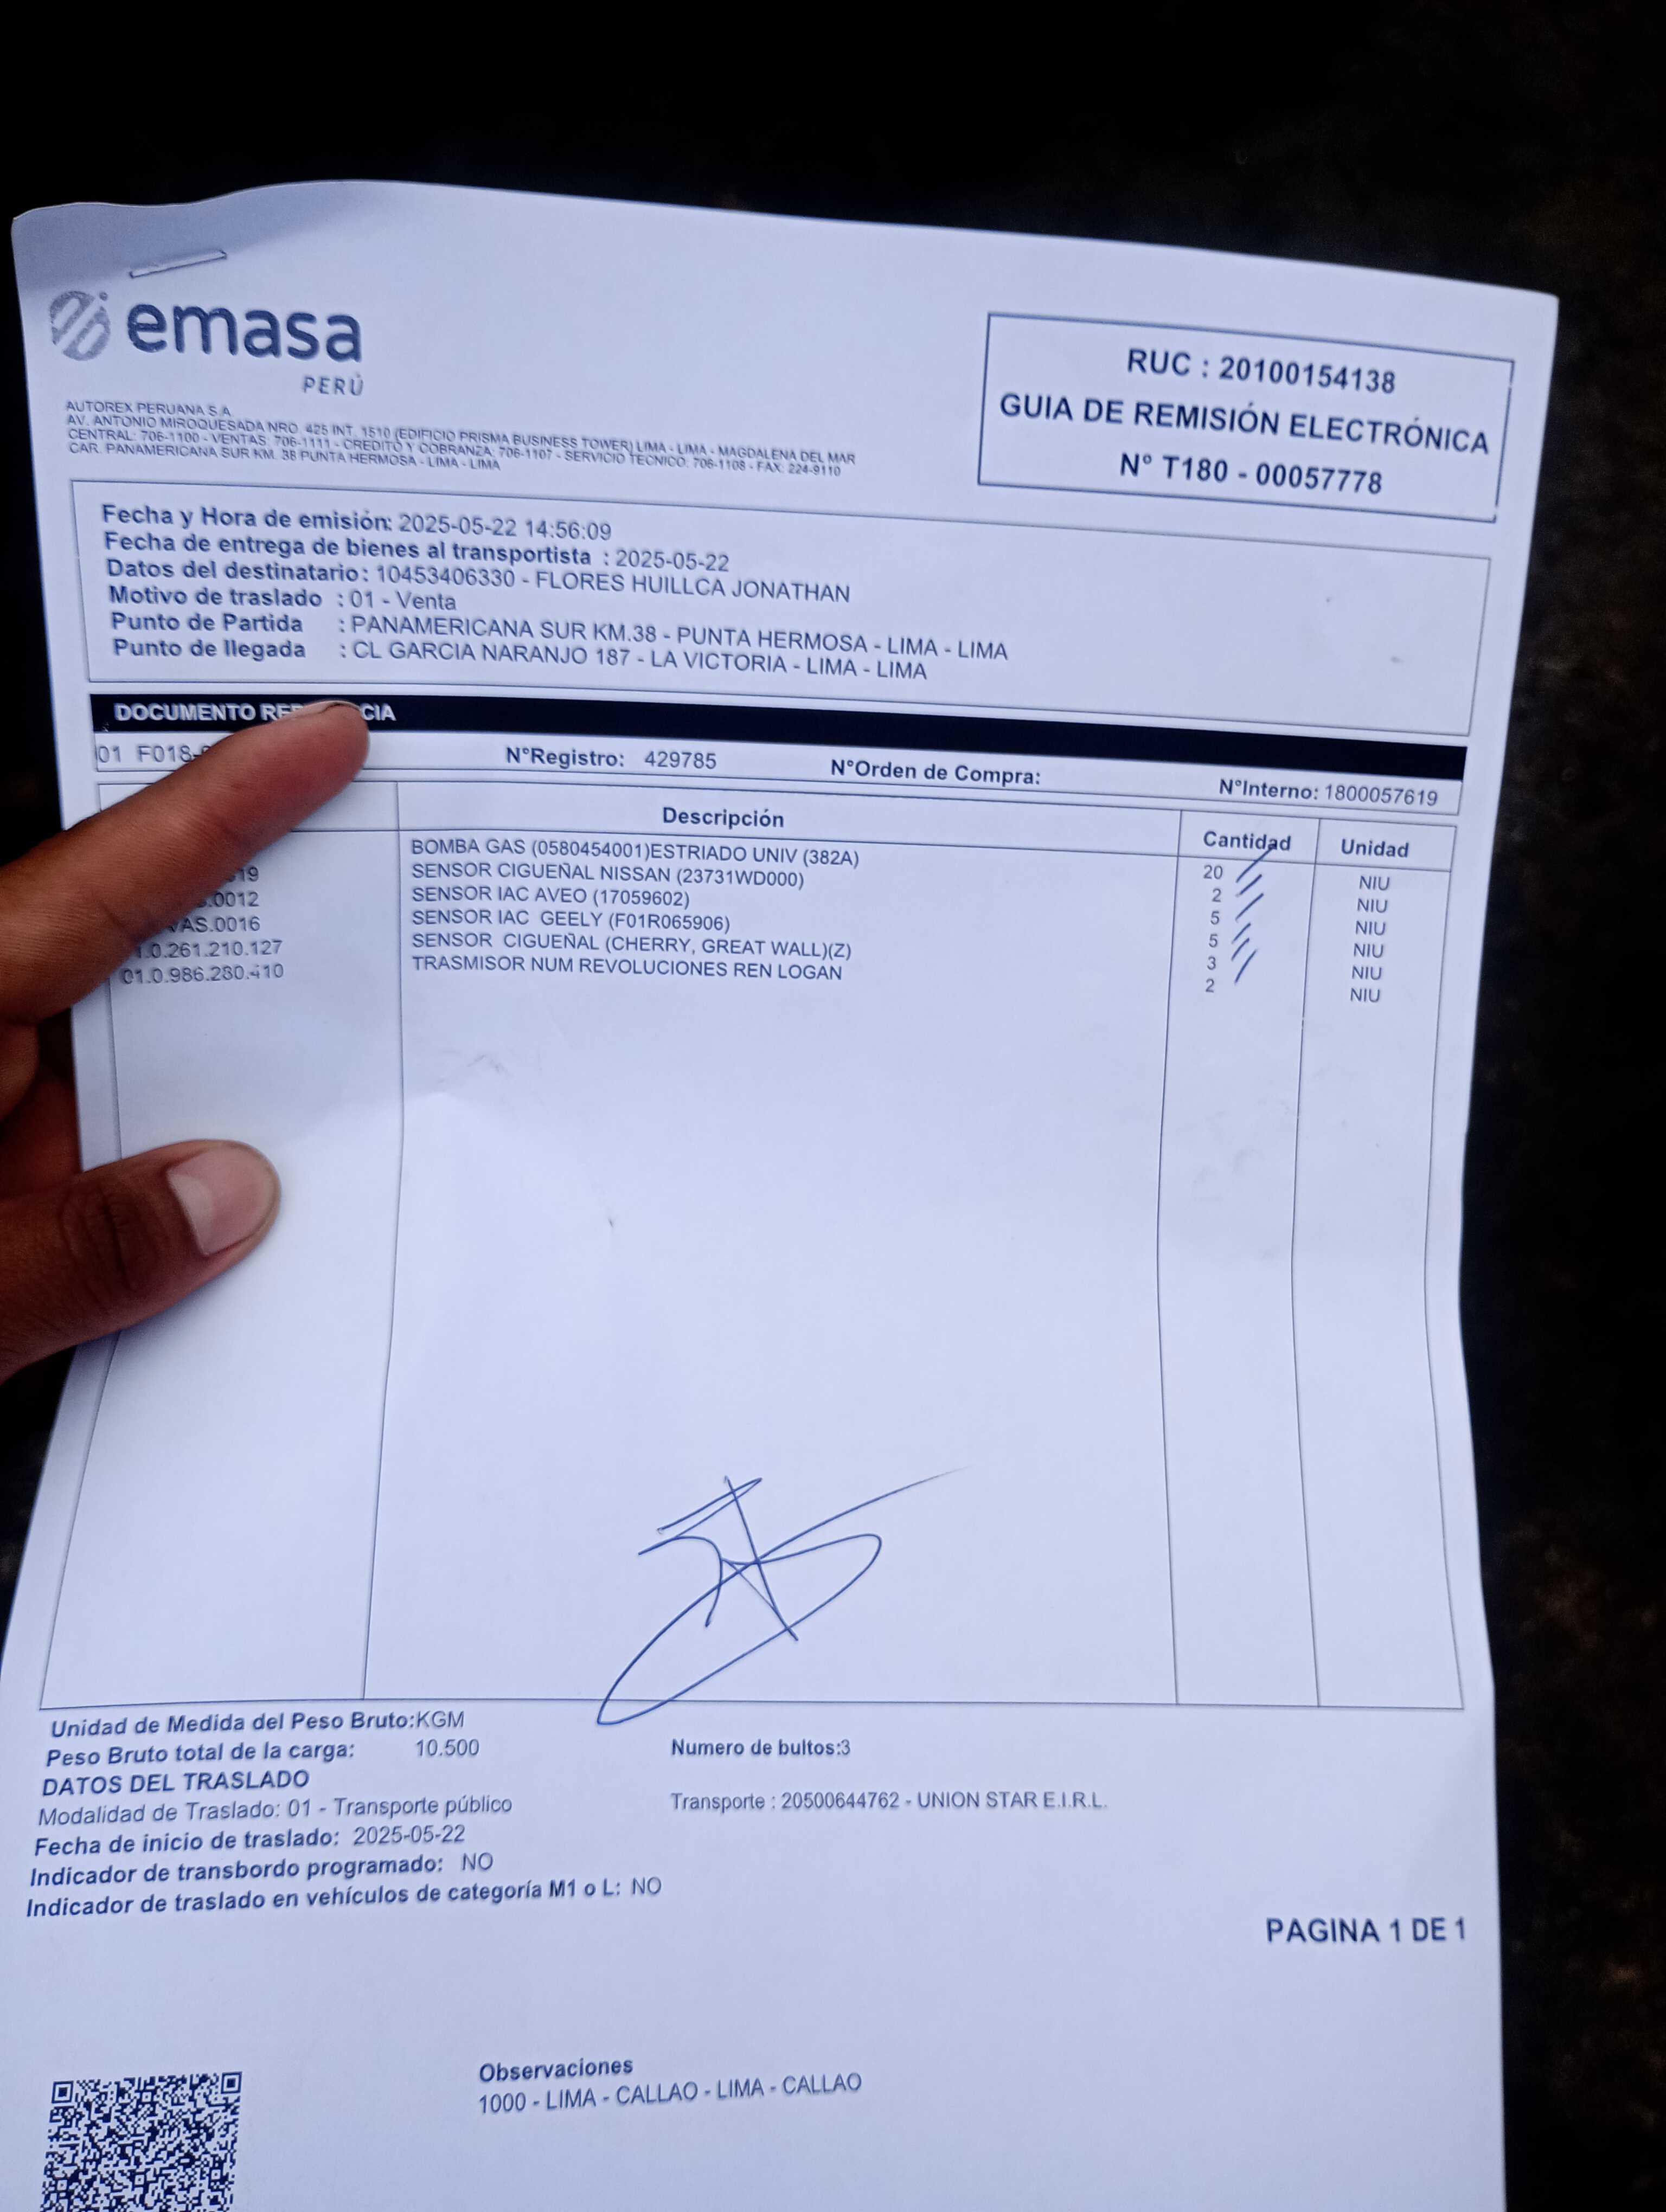 emasa
PERÚ
AUTOREX PERUANA S.A
AV. ANTONIO MIROQUESADA NRO. 425 INT. 1510 (EDIFICIO PRISMA BUSINESS TOWER) LIMA - LIMA - MAGDALENA DEL MAR
CENTRAL: 706-1100 - VENTAS: 706-1111 - CREDITO Y COBRANZA: 706-1107 - SERVICIO TECNICO: 706-1108 - FAX: 224-9110
CAR. PANAMERICANA SUR KM. 38 PUNTA HERMOSA - LIMA - LIMA
RUC : 20100154138
GUIA DE REMISIÓN ELECTRÓNICA
N° T180 - 00057778
Fecha y Hora de emisión: 2025-05-22 14:56:09
Fecha de entrega de bienes al transportista : 2025-05-22
Datos del destinatario: 10453406330 - FLORES HUILLCA JONATHAN
Motivo de traslado : 01 - Venta
Punto de Partida : PANAMERICANA SUR KM.38 - PUNTA HERMOSA - LIMA - LIMA
Punto de llegada : CL GARCIA NARANJO 187 - LA VICTORIA - LIMA - LIMA
DOCUMENTO RE CIA
01 F018- N°Registro: 429785 N°Orden de Compra: N°Interno: 1800057619
Descripción Cantidad Unidad
BOMBA GAS (0580454001)ESTRIADO UNIV (382A) 20 NIU
19 SENSOR CIGUEÑAL NISSAN (23731WD000) 2 NIU
.0012 SENSOR IAC AVEO (17059602) 5 NIU
AS.0016 SENSOR IAC GEELY (F01R065906) 5 NIU
1.0.261.210.127 SENSOR CIGUEÑAL (CHERRY, GREAT WALL)(Z) 3 NIU
01.0.986.280.410 TRASMISOR NUM REVOLUCIONES REN LOGAN 2 NIU
Unidad de Medida del Peso Bruto:KGM
Peso Bruto total de la carga: 10.500 Numero de bultos:3
DATOS DEL TRASLADO
Modalidad de Traslado: 01 - Transporte público Transporte : 20500644762 - UNION STAR E.I.R.L.
Fecha de inicio de traslado: 2025-05-22
Indicador de transbordo programado: NO
Indicador de traslado en vehículos de categoría M1 o L: NO
PAGINA 1 DE 1
Observaciones
1000 - LIMA - CALLAO - LIMA - CALLAO